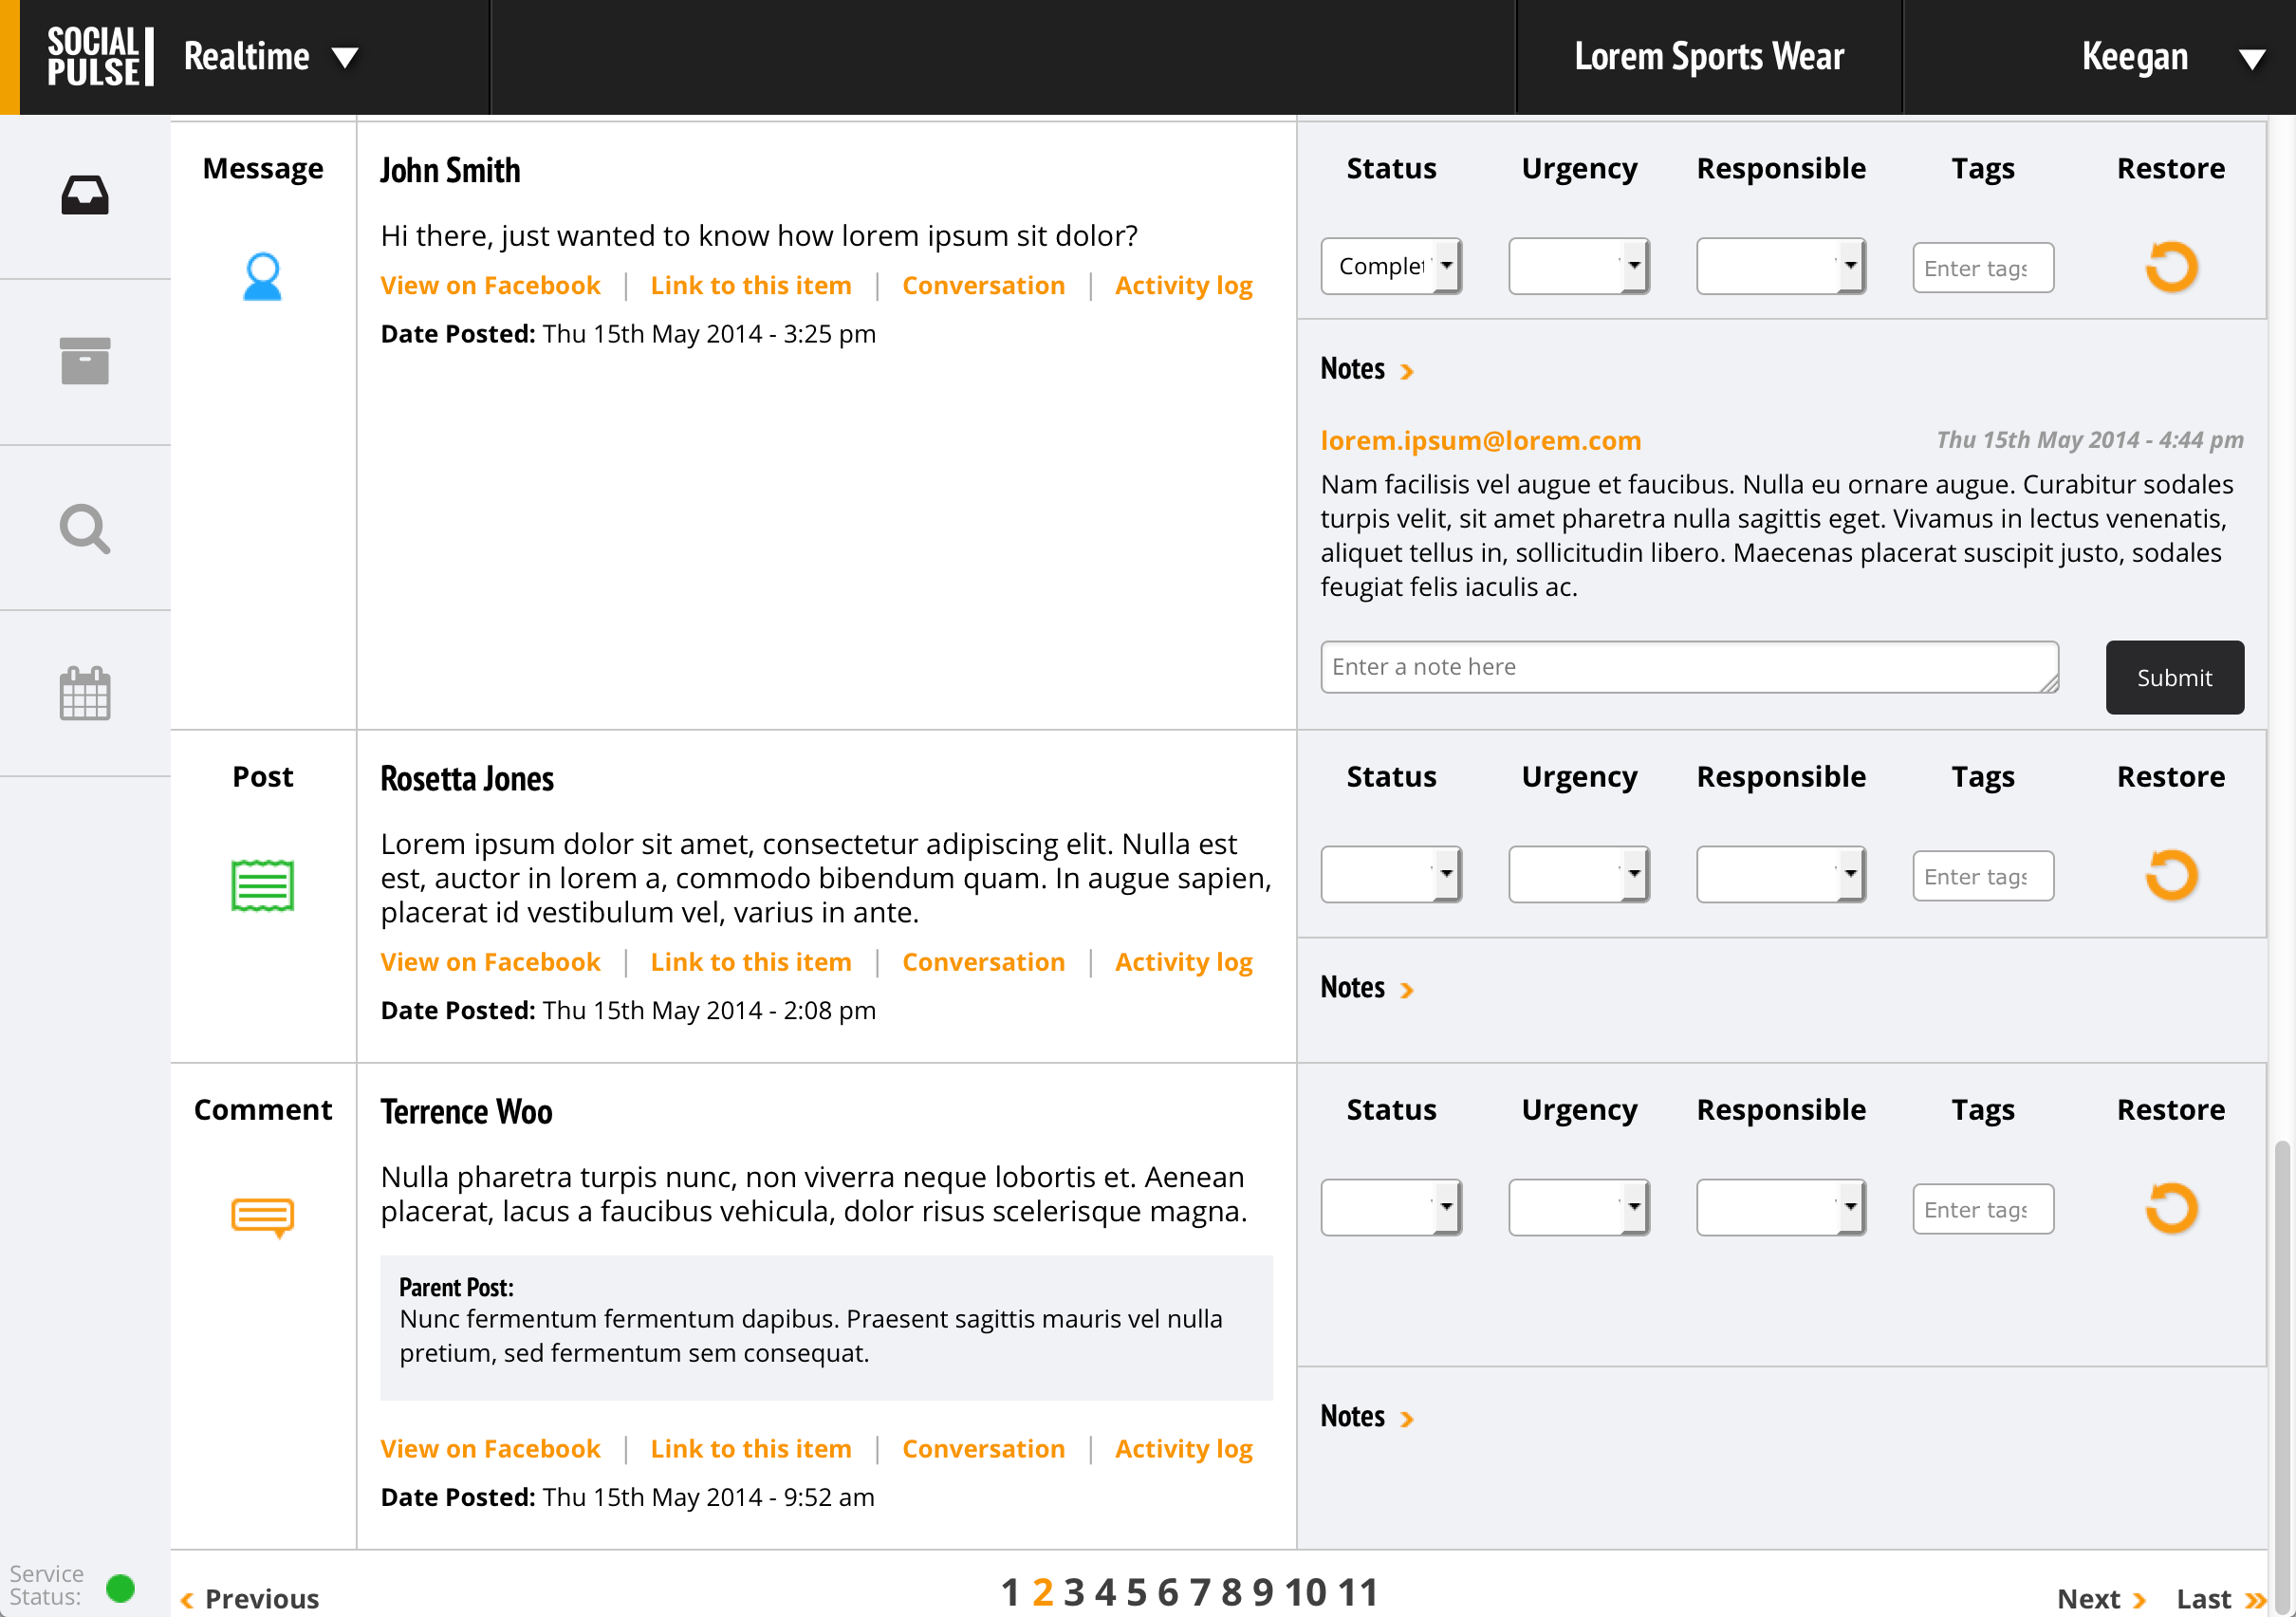 SOCIAL
PULSE
Realtime
Lorem Sports Wear
Keegan
Message
John Smith
Hi there, just wanted to know how lorem ipsum sit dolor?
View on Facebook | Link to this item | Conversation | Activity log
Date Posted: Thu 15th May 2014 - 3:25 pm
Status Urgency Responsible Tags Restore
Complet
Enter tags
Notes
lorem.ipsum@lorem.com
Thu 15th May 2014 - 4:44 pm
Nam facilisis vel augue et faucibus. Nulla eu ornare augue. Curabitur sodales
turpis velit, sit amet pharetra nulla sagittis eget. Vivamus in lectus venenatis,
aliquet tellus in, sollicitudin libero. Maecenas placerat suscipit justo, sodales
feugiat felis iaculis ac.
Enter a note here
Submit
Post
Rosetta Jones
Lorem ipsum dolor sit amet, consectetur adipiscing elit. Nulla est
est, auctor in lorem a, commodo bibendum quam. In augue sapien,
placerat id vestibulum vel, varius in ante.
View on Facebook | Link to this item | Conversation | Activity log
Date Posted: Thu 15th May 2014 - 2:08 pm
Status Urgency Responsible Tags Restore
Enter tags
Notes
Comment
Terrence Woo
Nulla pharetra turpis nunc, non viverra neque lobortis et. Aenean
placerat, lacus a faucibus vehicula, dolor risus scelerisque magna.
Parent Post:
Nunc fermentum fermentum dapibus. Praesent sagittis mauris vel nulla
pretium, sed fermentum sem consequat.
View on Facebook | Link to this item | Conversation | Activity log
Date Posted: Thu 15th May 2014 - 9:52 am
Status Urgency Responsible Tags Restore
Enter tags
Notes
Service
Status:
Previous
1 2 3 4 5 6 7 8 9 10 11
Next
Last